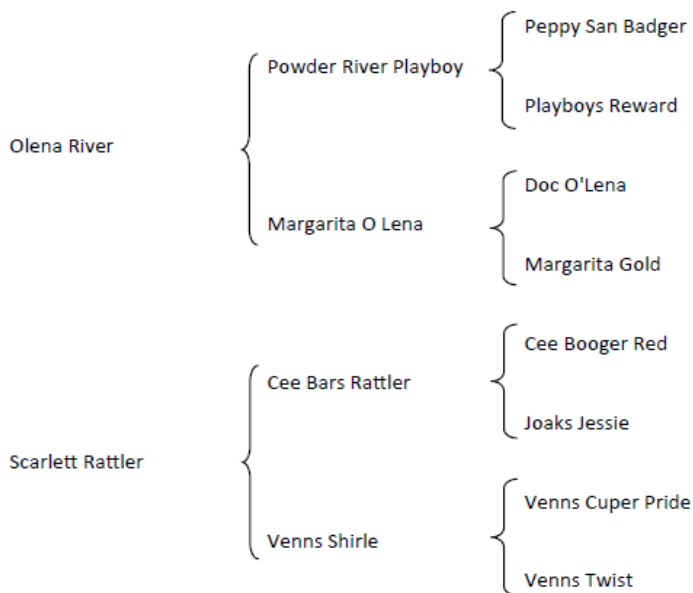 Peppy San Badger
Powder River Playboy
Playboys Reward
Olena River
Doc O'Lena
Margarita O Lena
Margarita Gold
Cee Booger Red
Cee Bars Rattler
Joaks Jessie
Scarlett Rattler
Venns Cuper Pride
Venns Shirle
Venns Twist